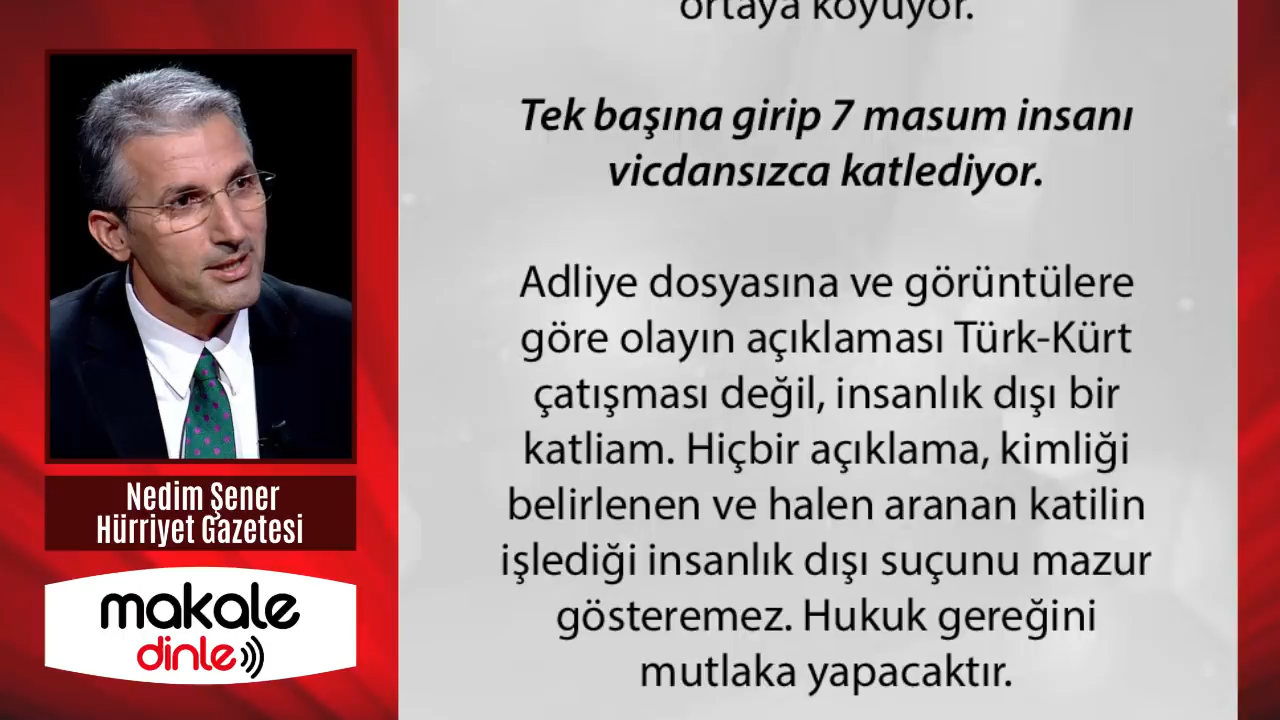 ortaya koyuyor.
Tek başına girip 7 masum insanı
vicdansızca katlediyor.
Adliye dosyasına ve görüntülere
göre olayın açıklaması Türk-Kürt
çatışması değil, insanlık dışı bir
katliam. Hiçbir açıklama, kimliği
belirlenen ve halen aranan katilin
işlediği insanlık dışı suçunu mazur
gösteremez. Hukuk gereğini
mutlaka yapacaktır.
Nedim Şener
Hürriyet Gazetesi
makale
dinle